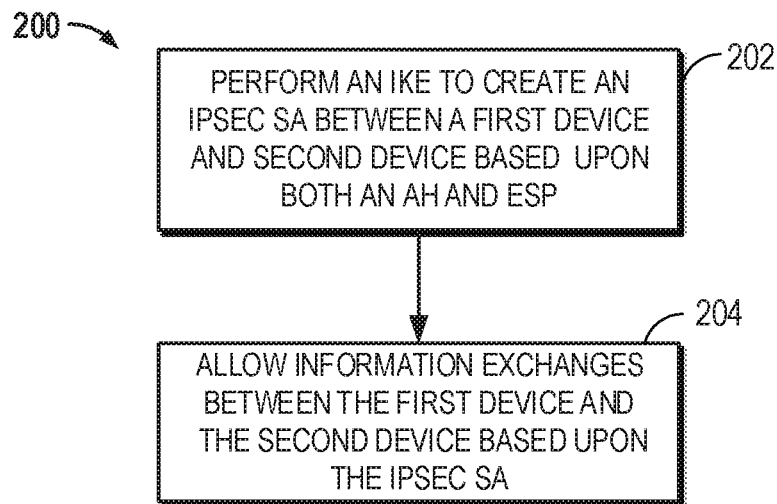 200
202
PERFORM AN IKE TO CREATE AN
IPSEC SA BETWEEN A FIRST DEVICE
AND SECOND DEVICE BASED UPON
BOTH AN AH AND ESP
204
ALLOW INFORMATION EXCHANGES
BETWEEN THE FIRST DEVICE AND
THE SECOND DEVICE BASED UPON
THE IPSEC SA